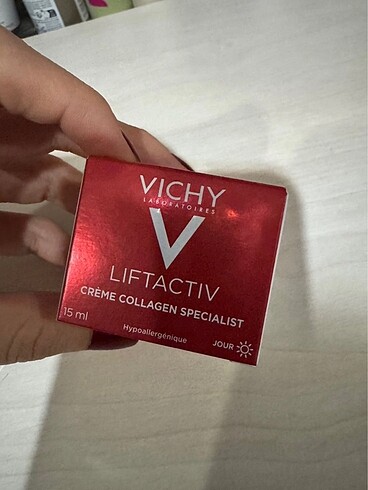 VICHY
LABORATOIRES
V
LIFTACTIV
CRÈME COLLAGEN SPECIALIST
15 ml
Hypoallergénique
JOUR